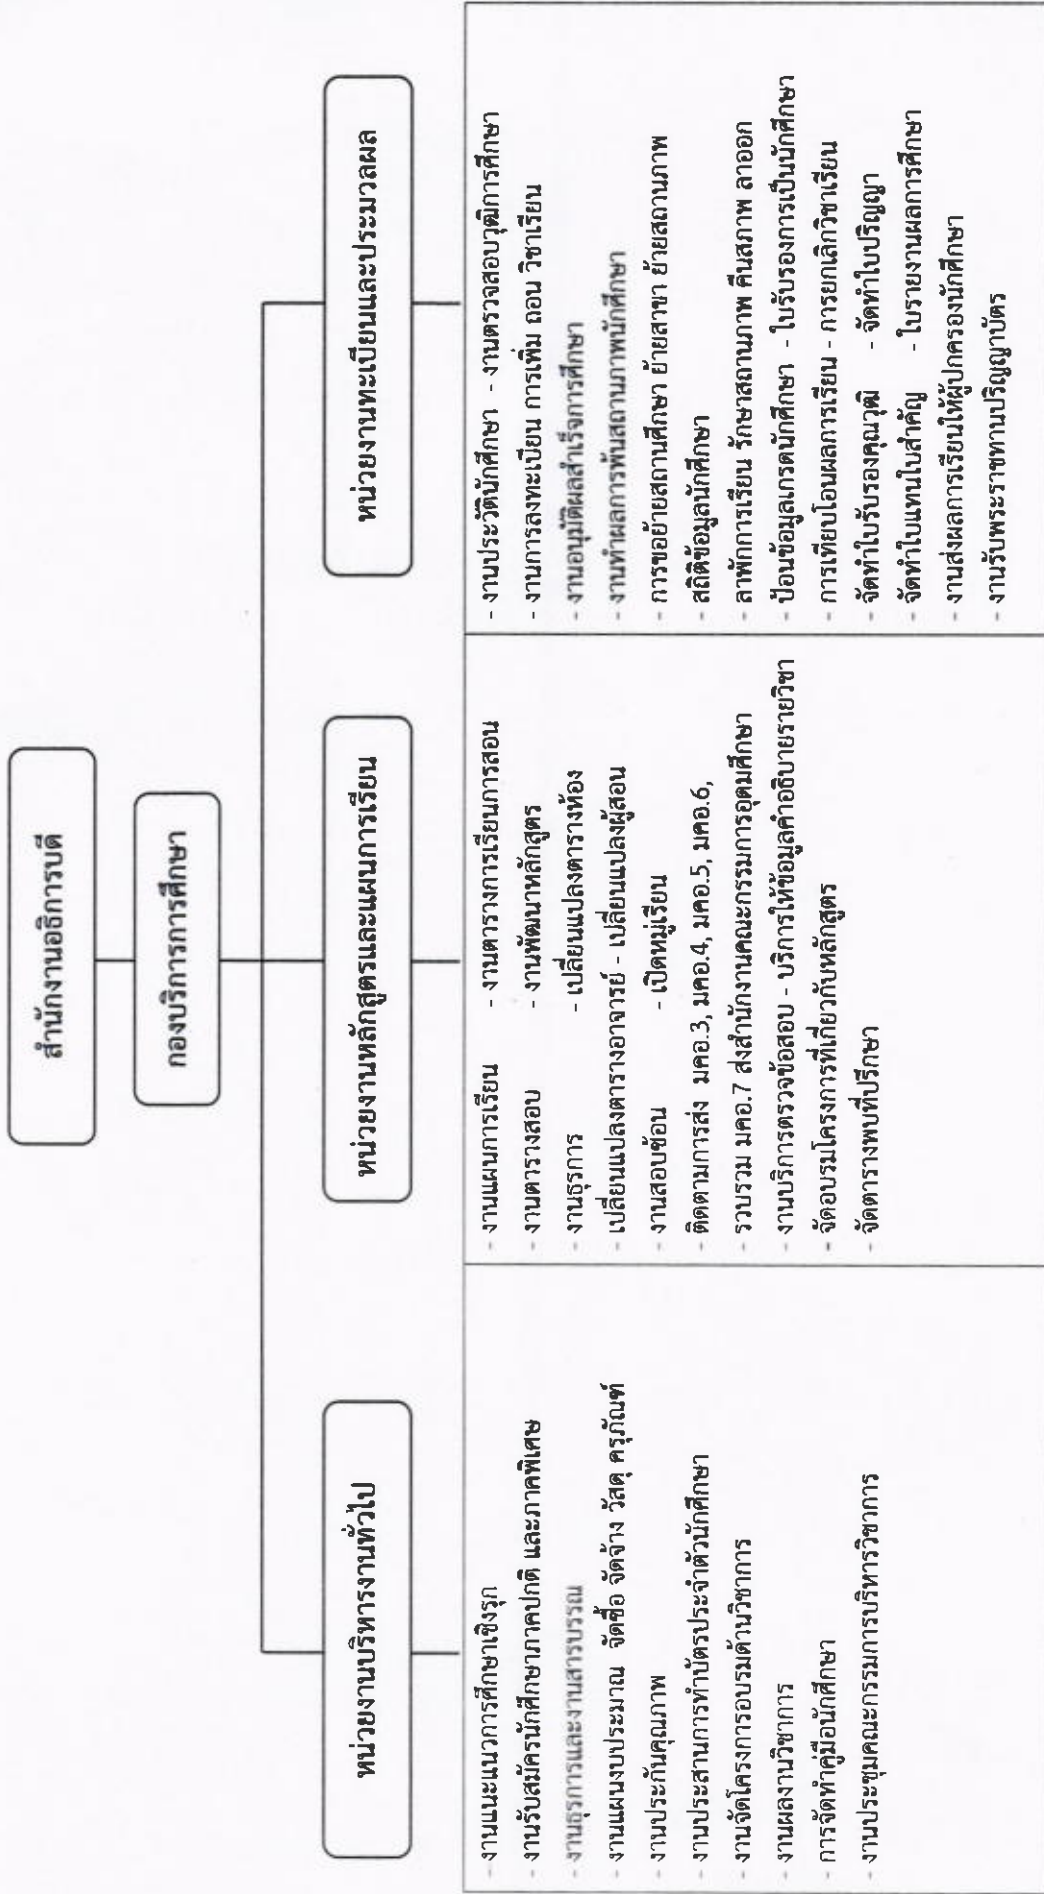 สำนักงานอธิการบดี
กองบริการการศึกษา
หน่วยงานบริหารงานทั่วไป
- งานแนะแนวการศึกษาเชิงรุก
- งานรับสมัครนักศึกษาภาคปกติ และภาคพิเศษ
- งานธุรการและงานสารบรรณ
- งานแผนงบประมาณ จัดซื้อ จัดจ้าง วัสดุ ครุภัณฑ์
- งานประกันคุณภาพ
- งานประสานการทำบัตรประจำตัวนักศึกษา
- งานจัดโครงการอบรมด้านวิชาการ
- งานผลงานวิชาการ
- การจัดทำคู่มือนักศึกษา
- งานประชุมคณะกรรมการบริหารวิชาการ
หน่วยงานหลักสูตรและแผนการเรียน
- งานแผนการเรียน - งานตารางการเรียนการสอน
- งานตารางสอบ - งานพัฒนาหลักสูตร
- งานธุรการ - เปลี่ยนแปลงตารางห้อง
- เปลี่ยนแปลงตารางอาจารย์ - เปลี่ยนแปลงผู้สอน
- งานสอบซ้อน - เปิดหมู่เรียน
- ติดตามการส่ง มคอ.3, มคอ.4, มคอ.5, มคอ.6,
- รวบรวม มคอ.7 ส่งสำนักงานคณะกรรมการอุดมศึกษา
- งานบริการตรวจข้อสอบ - บริการให้ข้อมูลคำอธิบายรายวิชา
- จัดอบรมโครงการที่เกี่ยวกับหลักสูตร
- จัดตารางพบที่ปรึกษา
หน่วยงานทะเบียนและประมวลผล
- งานประวัตินักศึกษา - งานตรวจสอบวุฒิการศึกษา
- งานการลงทะเบียน การเพิ่ม ถอน วิชาเรียน
- งานอนุมัติผลสำเร็จการศึกษา
- งานทำผลการพ้นสถานภาพนักศึกษา
- การขอย้ายสถานศึกษา ย้ายสาขา ย้ายสถานภาพ
- สถิติข้อมูลนักศึกษา
- ลาพักการเรียน รักษาสถานภาพ คืนสภาพ ลาออก
- ป้อนข้อมูลเกรดนักศึกษา - ใบรับรองการเป็นนักศึกษา
- การเทียบโอนผลการเรียน - การยกเลิกวิชาเรียน
- จัดทำใบรับรองคุณวุฒิ - จัดทำใบปริญญา
- จัดทำใบแทนใบสำคัญ - ใบรายงานผลการศึกษา
- งานส่งผลการเรียนให้ผู้ปกครองนักศึกษา
- งานรับพระราชทานปริญญาบัตร